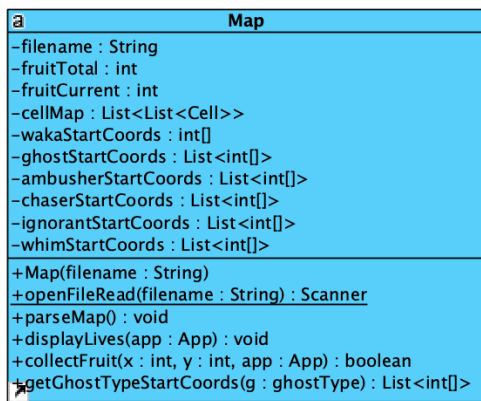 a Map
-filename : String
-fruitTotal : int
-fruitCurrent : int
-cellMap : List<List<Cell>>
-wakaStartCoords : int[]
-ghostStartCoords : List<int[]>
-ambusherStartCoords : List<int[]>
-chaserStartCoords : List<int[]>
-ignorantStartCoords : List<int[]>
-whimStartCoords : List<int[]>
+Map(filename : String)
+openFileRead(filename : String) : Scanner
+parseMap() : void
+displayLives(app : App) : void
+collectFruit(x : int, y : int, app : App) : boolean
+getGhostTypeStartCoords(g : ghostType) : List<int[]>